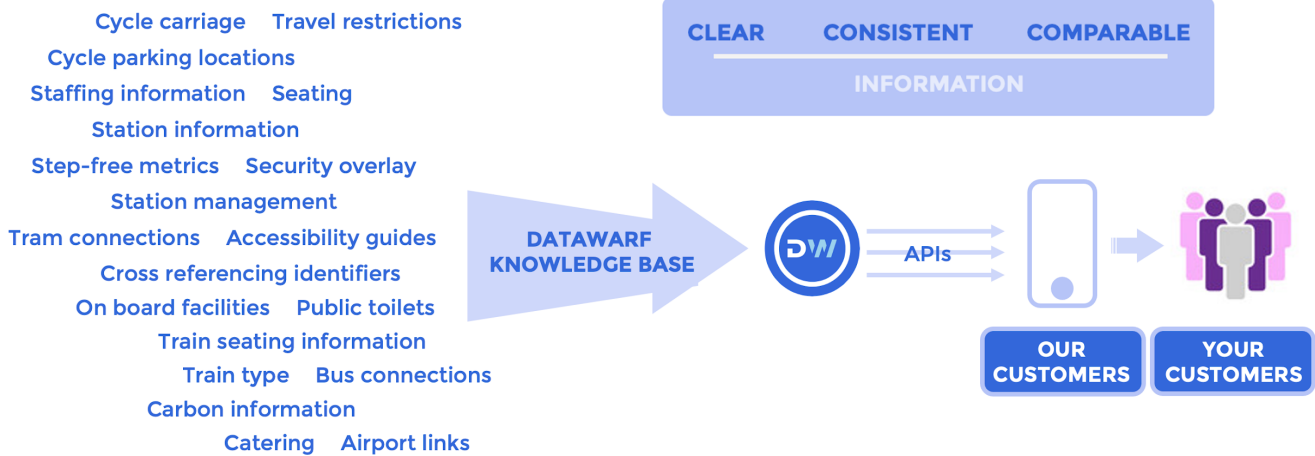 Cycle carriage Travel restrictions
Cycle parking locations
Staffing information Seating
Station information
Step-free metrics Security overlay
Station management
Tram connections Accessibility guides
Cross referencing identifiers
On board facilities Public toilets
Train seating information
Train type Bus connections
Carbon information
Catering Airport links
CLEAR CONSISTENT COMPARABLE
INFORMATION
DATAWARF
KNOWLEDGE BASE
DW
APIs
OUR
CUSTOMERS
YOUR
CUSTOMERS